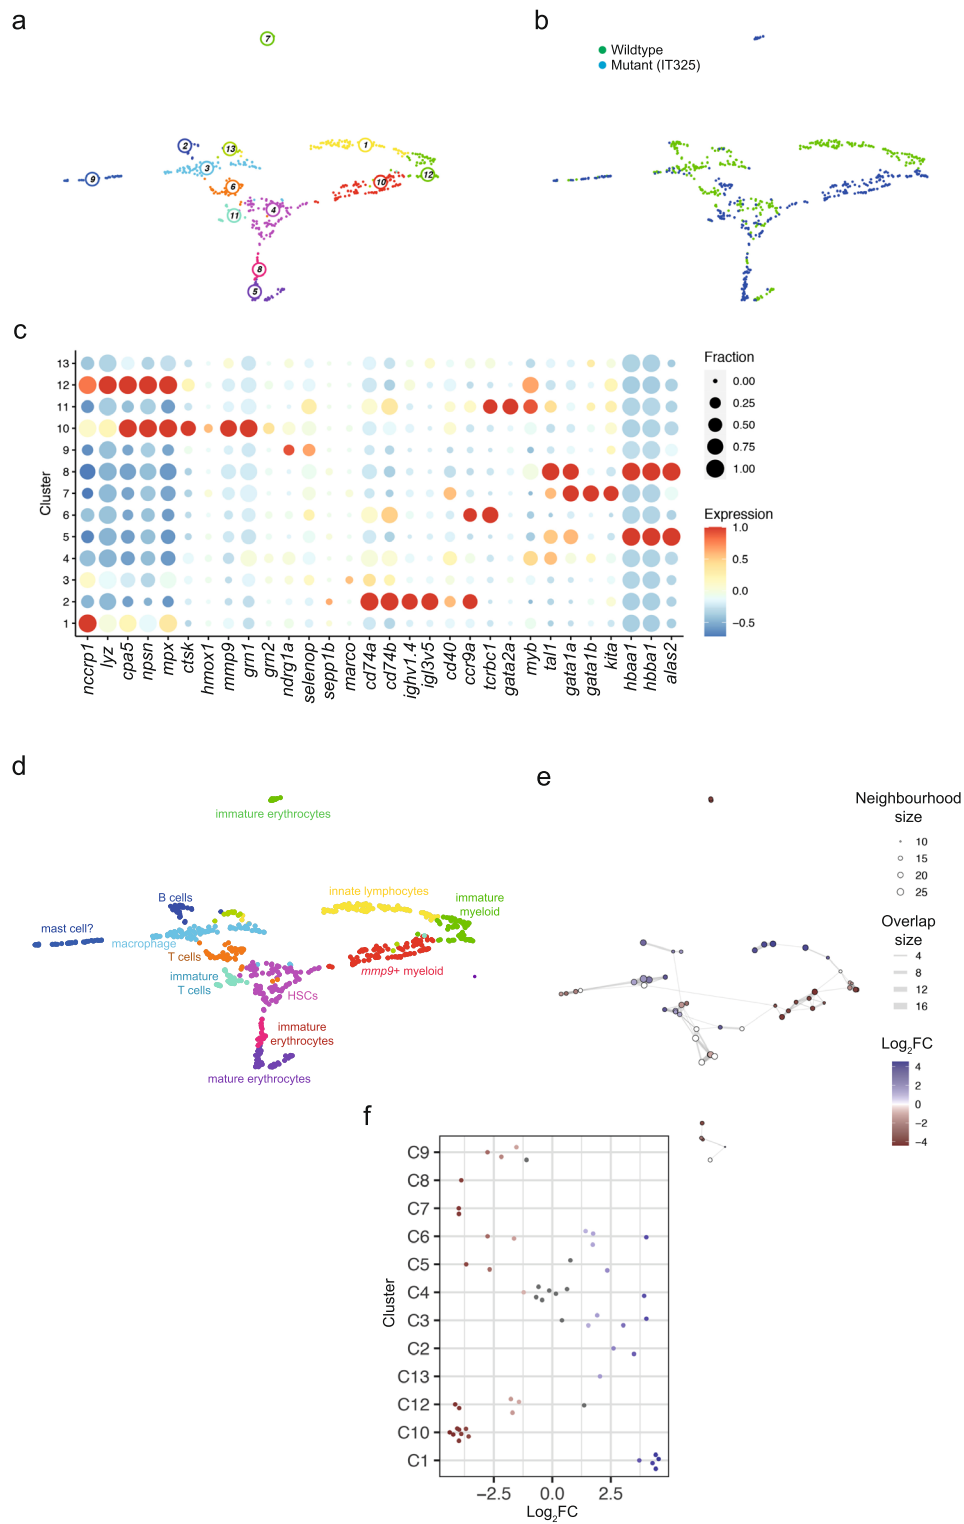 a
7
2
13
3
9
6
11
4
1
10
12
8
5
b
Wildtype
Mutant (IT325)
c
Cluster
13
12
11
10
9
8
7
6
5
4
3
2
1
nccrp1
lyz
cpa5
npsn
mpx
ctsk
hmox1
mmp9
grn1
grn2
ndrg1a
selenop
sepp1b
marco
cd74a
cd74b
ighv1.4
igl3v5
cd40
ccr9a
tcrbc1
gata2a
myb
tal1
gata1a
gata1b
kita
hbaa1
hbba1
alas2
Fraction
0.00
0.25
0.50
0.75
1.00
Expression
1.0
0.5
0.0
−0.5
d
immature erythrocytes
B cells
mast cell?
macrophage
T cells
immature
T cells
HSCs
innate lymphocytes
immature
myeloid
mmp9+ myeloid
immature
erythrocytes
mature erythrocytes
e
Neighbourhood
size
10
15
20
25
Overlap
size
4
8
12
16
Log2FC
4
2
0
−2
−4
f
Cluster
C9
C8
C7
C6
C5
C4
C3
C2
C13
C12
C10
C1
−2.5
0.0
2.5
Log2FC